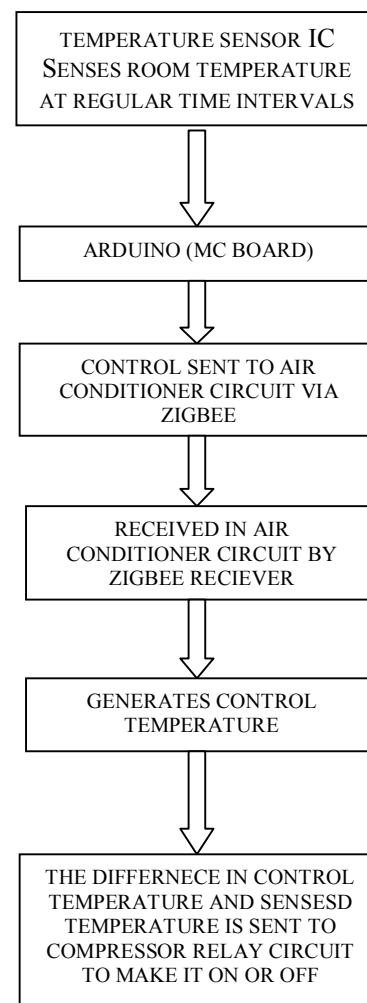 TEMPERATURE SENSOR IC
SENSES ROOM TEMPERATURE
AT REGULAR TIME INTERVALS
ARDUINO (MC BOARD)
CONTROL SENT TO AIR
CONDITIONER CIRCUIT VIA
ZIGBEE
RECEIVED IN AIR
CONDITIONER CIRCUIT BY
ZIGBEE RECIEVER
GENERATES CONTROL
TEMPERATURE
THE DIFFERNECE IN CONTROL
TEMPERATURE AND SENSESD
TEMPERATURE IS SENT TO
COMPRESSOR RELAY CIRCUIT
TO MAKE IT ON OR OFF